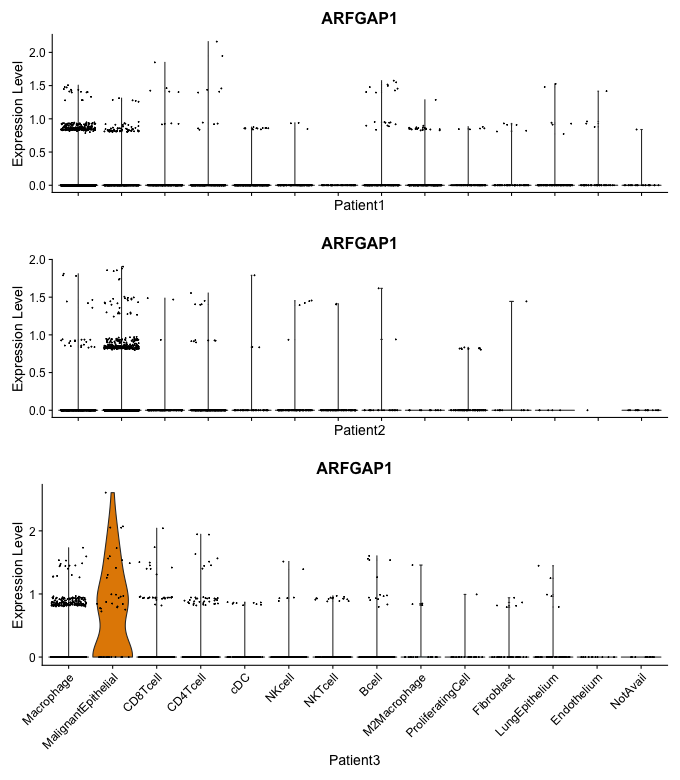 ARFGAP1
Expression Level
2.0
1.5
1.0
0.5
0.0
Patient1
ARFGAP1
Expression Level
2.0
1.5
1.0
0.5
0.0
Patient2
ARFGAP1
Expression Level
2
1
0
Macrophage
MalignantEpithelial
CD8Tcell
CD4Tcell
cDC
NKcell
NKTcell
Bcell
M2Macrophage
ProliferatingCell
Fibroblast
LungEpithelium
Endothelium
NotAvail
Patient3